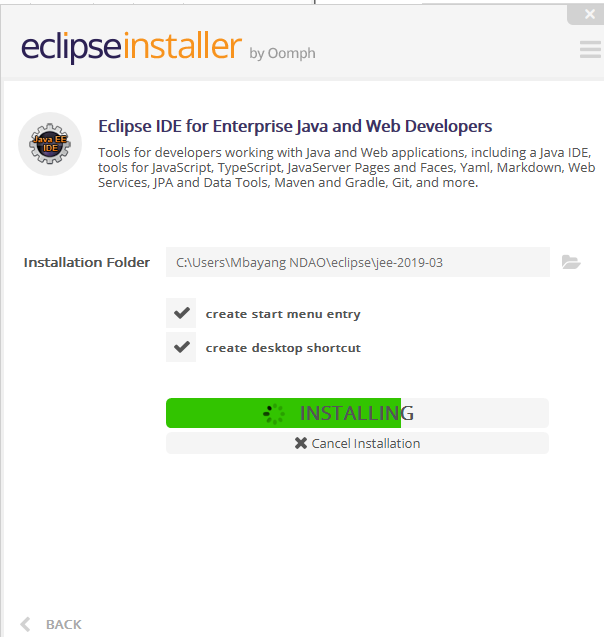 eclipseinstaller by Oomph
Java EE
IDE
Eclipse IDE for Enterprise Java and Web Developers
Tools for developers working with Java and Web applications, including a Java IDE,
tools for JavaScript, TypeScript, JavaServer Pages and Faces, Yaml, Markdown, Web
Services, JPA and Data Tools, Maven and Gradle, Git, and more.
Installation Folder C:\Users\Mbayang NDAO\eclipse\jee-2019-03
create start menu entry
create desktop shortcut
INSTALLING
Cancel Installation
BACK